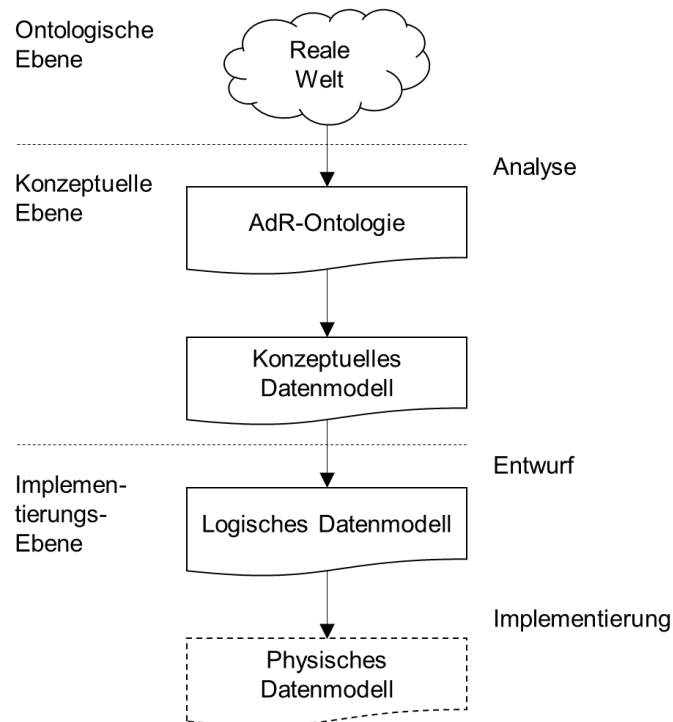 Ontologische
Ebene
Reale
Welt
Analyse
Konzeptuelle
Ebene
AdR-Ontologie
Konzeptuelles
Datenmodell
Entwurf
Implemen-
tierungs-
Ebene
Logisches Datenmodell
Implementierung
Physisches
Datenmodell